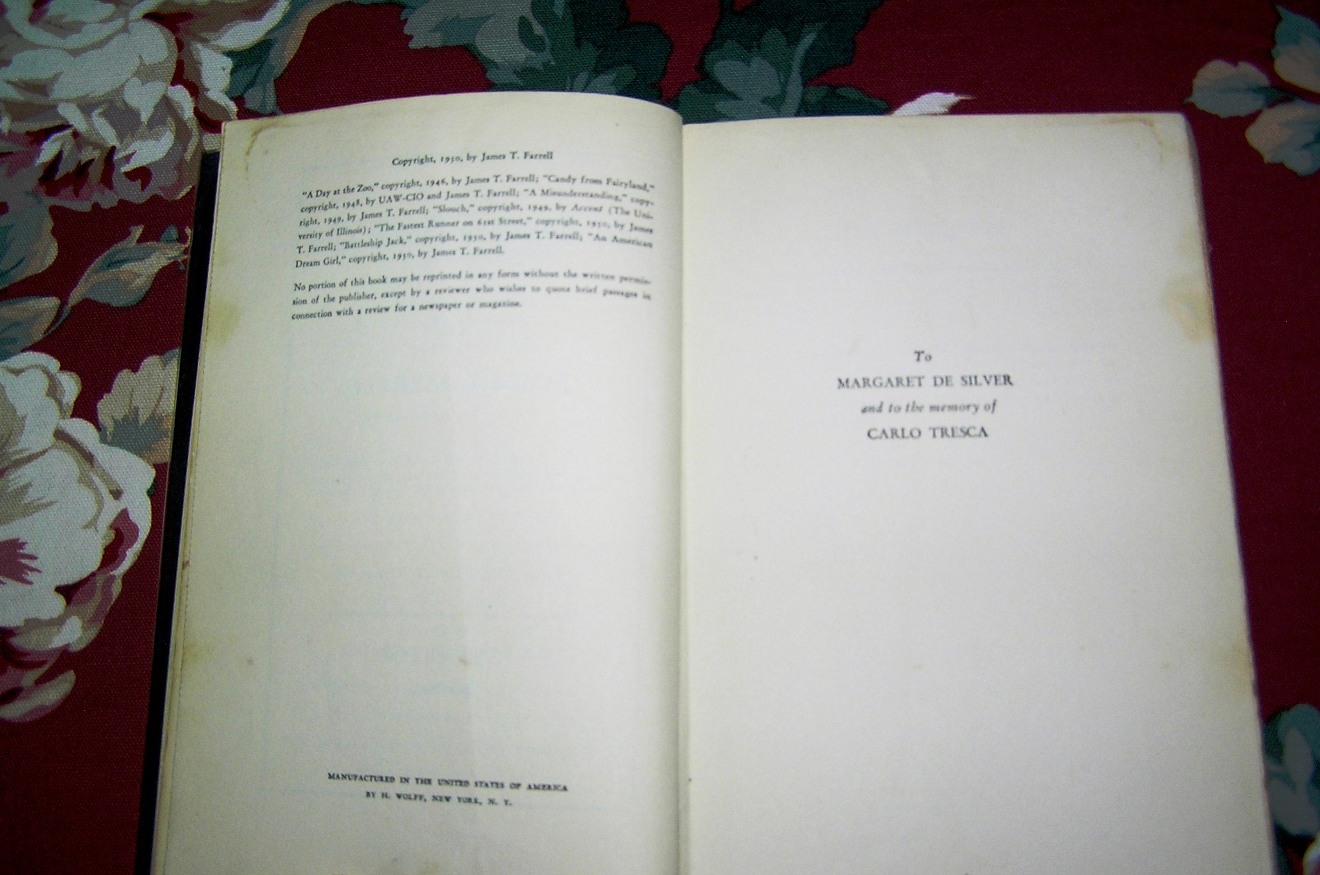 Copyright, 1950, by James T. Farrell
"A Day at the Zoo," copyright, 1946, by James T. Farrell; "Candy from Fairyland,"
copyright, 1948, by UAW-CIO and James T. Farrell; "A Misunderstanding," copy-
right, 1949, by James T. Farrell; "Slouch," copyright, 1949, by Accent (The Uni-
versity of Illinois); "The Fastest Runner on 61st Street," copyright, 1950, by James
T. Farrell; "Battleship Jack," copyright, 1950, by James T. Farrell; "An American
Dream Girl," copyright, 1950, by James T. Farrell.
No portion of this book may be reprinted in any form without the written permis-
sion of the publisher, except by a reviewer who wishes to quote brief passages in
connection with a review for a newspaper or magazine.
MANUFACTURED IN THE UNITED STATES OF AMERICA
BY H. WOLFF, NEW YORK, N. Y.
To
MARGARET DE SILVER
and to the memory of
CARLO TRESCA